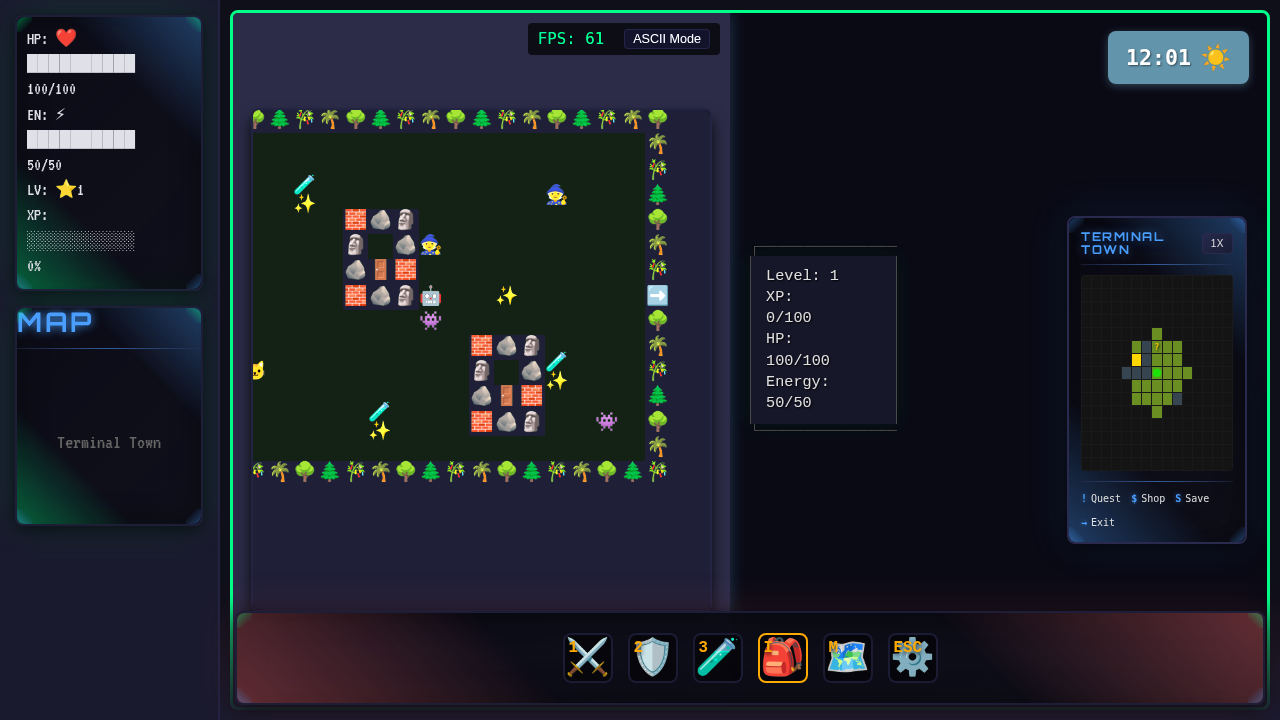 HP:
100/100
EN:
50/50
LV: 1
XP:
0%
MAP
Terminal Town
FPS: 61
ASCII Mode
12:01
Level: 1
XP:
0/100
HP:
100/100
Energy:
50/50
TERMINAL
TOWN
1X
?
! Quest $ Shop S Save
→ Exit
1
2
3
I
M
ESC